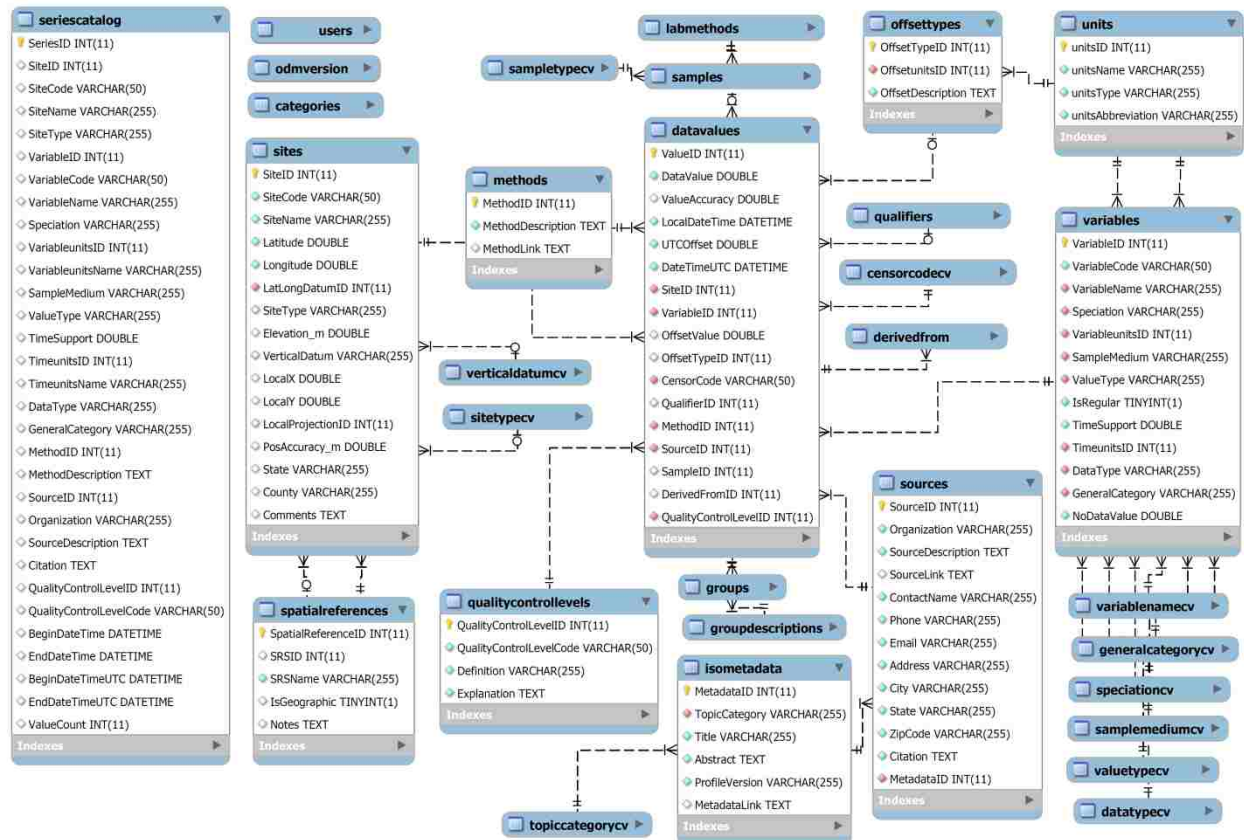 seriescatalog
SeriesID INT(11)
SiteID INT(11)
SiteCode VARCHAR(50)
SiteName VARCHAR(255)
SiteType VARCHAR(255)
VariableID INT(11)
VariableCode VARCHAR(50)
VariableName VARCHAR(255)
Speciation VARCHAR(255)
VariableunitsID INT(11)
VariableunitsName VARCHAR(255)
SampleMedium VARCHAR(255)
ValueType VARCHAR(255)
TimeSupport DOUBLE
TimeunitsID INT(11)
TimeunitsName VARCHAR(255)
DataType VARCHAR(255)
GeneralCategory VARCHAR(255)
MethodID INT(11)
MethodDescription TEXT
SourceID INT(11)
Organization VARCHAR(255)
SourceDescription TEXT
Citation TEXT
QualityControlLevelID INT(11)
QualityControlLevelCode VARCHAR(50)
BeginDateTime DATETIME
EndDateTime DATETIME
BeginDateTimeUTC DATETIME
EndDateTimeUTC DATETIME
ValueCount INT(11)
Indexes
users
odmversion
categories
sites
SiteID INT(11)
SiteCode VARCHAR(50)
SiteName VARCHAR(255)
Latitude DOUBLE
Longitude DOUBLE
LatLongDatumID INT(11)
SiteType VARCHAR(255)
Elevation_m DOUBLE
VerticalDatum VARCHAR(255)
LocalX DOUBLE
LocalY DOUBLE
LocalProjectionID INT(11)
PosAccuracy_m DOUBLE
State VARCHAR(255)
County VARCHAR(255)
Comments TEXT
Indexes
spatialreferences
SpatialReferenceID INT(11)
SRSID INT(11)
SRSName VARCHAR(255)
IsGeographic TINYINT(1)
Notes TEXT
Indexes
methods
MethodID INT(11)
MethodDescription TEXT
MethodLink TEXT
Indexes
verticaldatumcv
sitetypecv
qualitycontrollevels
QualityControlLevelID INT(11)
QualityControlLevelCode VARCHAR(50)
Definition VARCHAR(255)
Explanation TEXT
Indexes
topiccategorycv
labmethods
sampletypecv
samples
datavalues
ValueID INT(11)
DataValue DOUBLE
ValueAccuracy DOUBLE
LocalDateTime DATETIME
UTCOffset DOUBLE
DateTimeUTC DATETIME
SiteID INT(11)
VariableID INT(11)
OffsetValue DOUBLE
OffsetTypeID INT(11)
CensorCode VARCHAR(50)
QualifierID INT(11)
MethodID INT(11)
SourceID INT(11)
SampleID INT(11)
DerivedFromID INT(11)
QualityControlLevelID INT(11)
Indexes
groups
groupdescriptions
isometadata
MetadataID INT(11)
TopicCategory VARCHAR(255)
Title VARCHAR(255)
Abstract TEXT
ProfileVersion VARCHAR(255)
MetadataLink TEXT
Indexes
offsettypes
OffsetTypeID INT(11)
OffsetunitsID INT(11)
OffsetDescription TEXT
Indexes
qualifiers
censorcodecv
derivedfrom
sources
SourceID INT(11)
Organization VARCHAR(255)
SourceDescription TEXT
SourceLink TEXT
ContactName VARCHAR(255)
Phone VARCHAR(255)
Email VARCHAR(255)
Address VARCHAR(255)
City VARCHAR(255)
State VARCHAR(255)
ZipCode VARCHAR(255)
Citation TEXT
MetadataID INT(11)
Indexes
units
unitsID INT(11)
unitsName VARCHAR(255)
unitsType VARCHAR(255)
unitsAbbreviation VARCHAR(255)
Indexes
variables
VariableID INT(11)
VariableCode VARCHAR(50)
VariableName VARCHAR(255)
Speciation VARCHAR(255)
VariableunitsID INT(11)
SampleMedium VARCHAR(255)
ValueType VARCHAR(255)
IsRegular TINYINT(1)
TimeSupport DOUBLE
TimeunitsID INT(11)
DataType VARCHAR(255)
GeneralCategory VARCHAR(255)
NoDataValue DOUBLE
Indexes
variablenamecv
generalcategorycv
speciationcv
samplemediumcv
valuetypecv
datatypecv